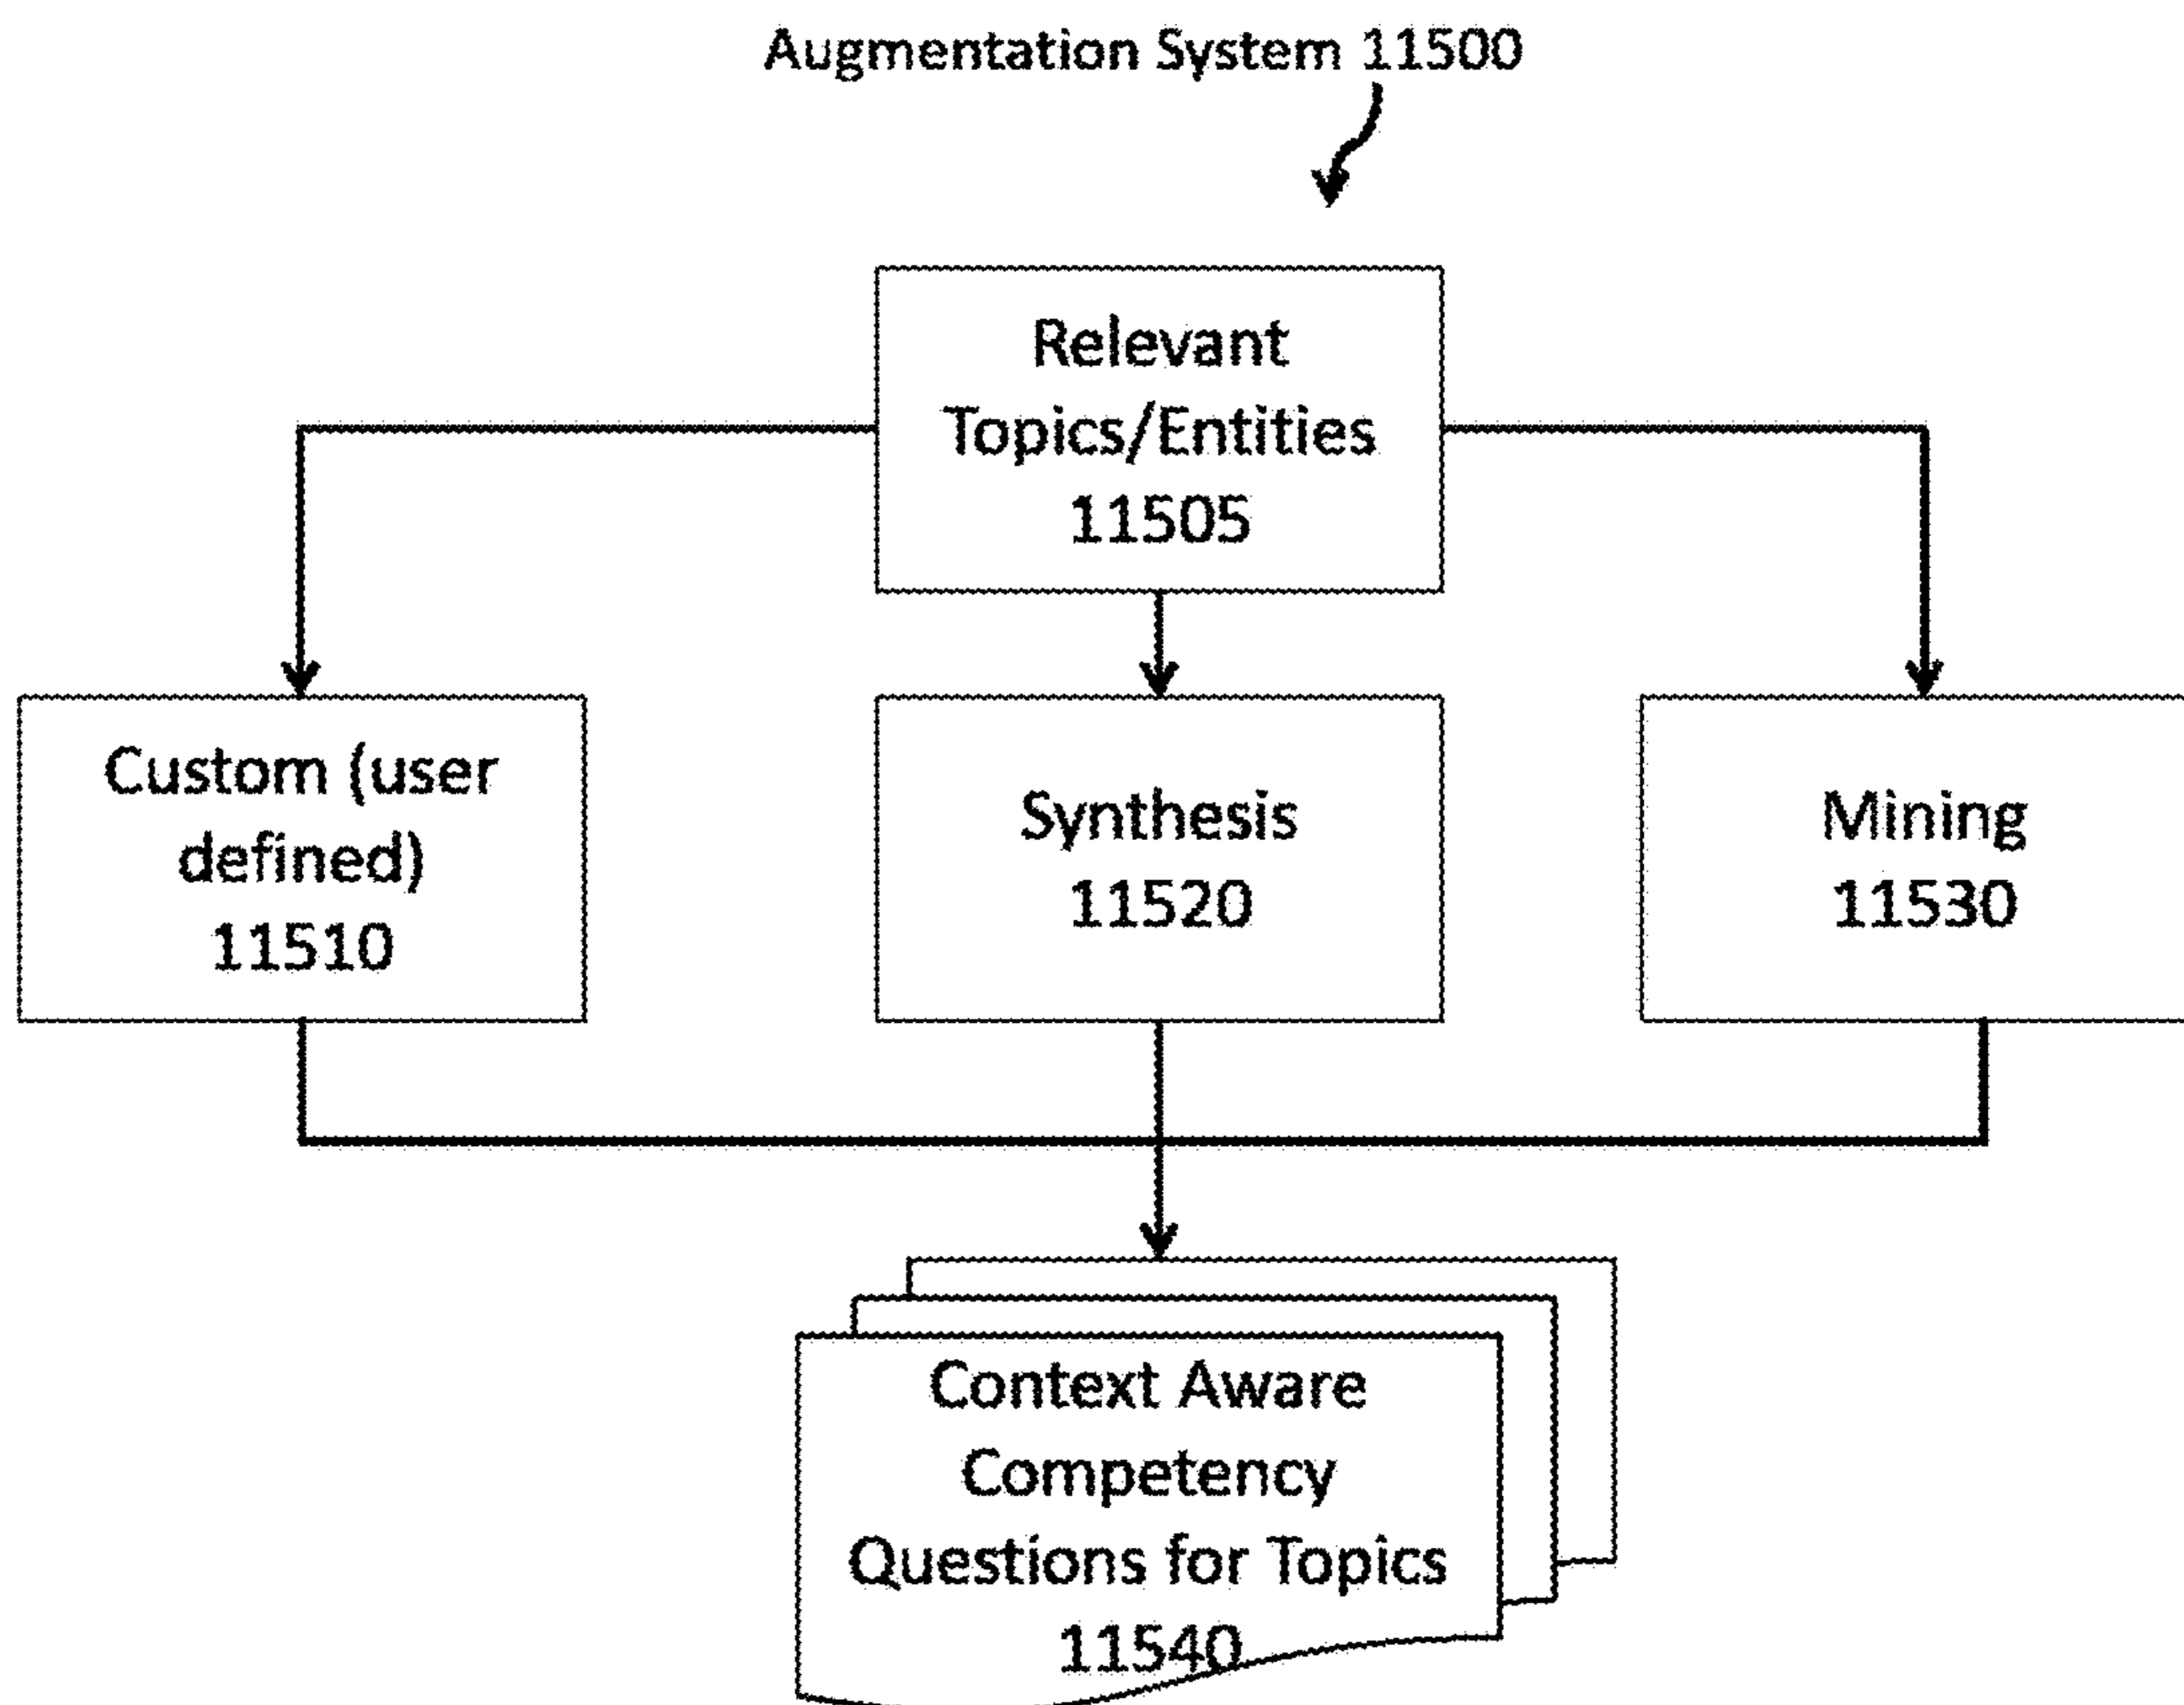 Augmentation System 11500
Relevant
Topics/Entities
11505
Custom (user
defined)
11510
Synthesis
11520
Mining
11530
Context Aware
Competency
Questions for Topics
11540